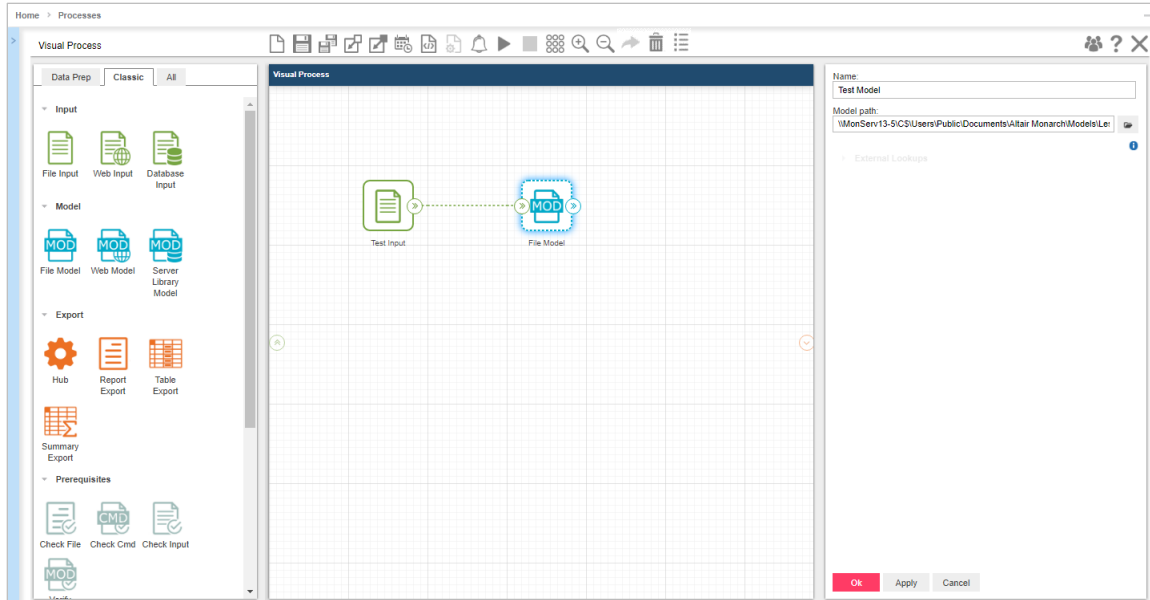 Home > Processes
Visual Process
Data Prep
Classic
All
Input
File Input
Web Input
Database
Input
Model
MOD
MOD
MOD
File Model
Web Model
Server
Library
Model
Export
Hub
Report
Export
Table
Export
Summary
Export
Prerequisites
CMD
Check File
Check Cmd
Check Input
MOD
Verify
Visual Process
MOD
Test Input
File Model
Name:
Test Model
Model path:
\\MonServ13-5\C$\Users\Public\Documents\Altair Monarch\Models\Les
External Lookups
Ok
Apply
Cancel